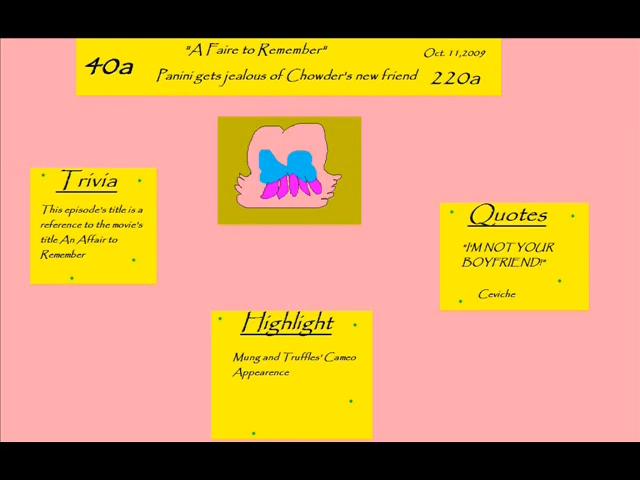 40a
"A Faire to Remember"
Oct. 11,2009
Panini gets jealous of Chowder's new friend
220a
Trivia
This episode's title is a
reference to the movie's
title An Affair to
Remember
Quotes
"I'M NOT YOUR
BOYFRIEND!"
Ceviche
Highlight
Mung and Truffles' Cameo
Appearence